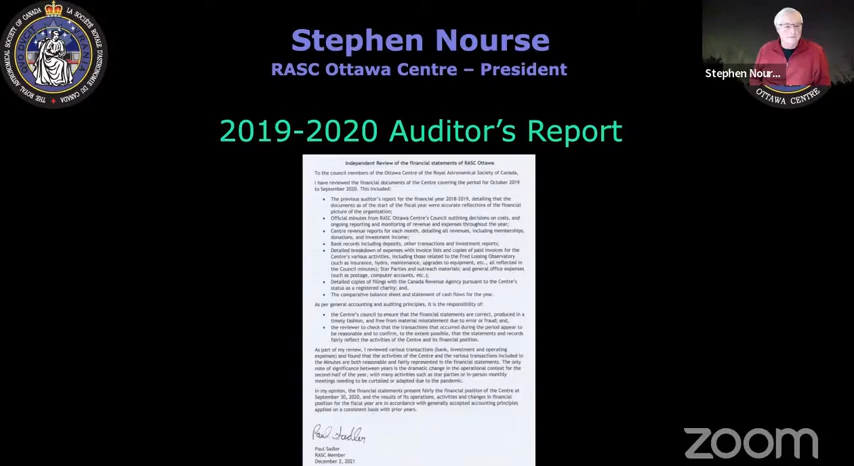 Stephen Nourse
RASC Ottawa Centre – President
Stephen Nour...
OTTAWA CENTRE
THE ROYAL ASTRONOMICAL SOCIETY OF CANADA
LA SOCIÉTÉ ROYALE D'ASTRONOMIE DU CANADA
2019-2020 Auditor's Report
Independent Review of the financial statements of RASC Ottawa
To the council members of the Ottawa Centre of the Royal Astronomical Society of Canada,
I have reviewed the financial documents of the Centre covering the period for October 2019
to September 2020. This included:
• The previous auditor's report for the financial year 2018-2019, detailing that the
documents as of the start of the fiscal year were accurate reflections of the financial
picture of the organization;
• Official minutes from RASC Ottawa Centre's Council outlining decisions on costs, and
ongoing reporting and monitoring of revenue and expenses throughout the year;
• Centre revenue reports for each month, detailing all revenues, including memberships,
donations, and investment income;
• Bank records including deposits, other transactions and investment reports;
• Detailed breakdown of expenses with invoice lists and copies of paid invoices for the
Centre's various activities, including those related to the Fred Lossing Observatory
(such as insurance, hydro, maintenance, upgrades to equipment, etc., all reflected in
the Council minutes); Star Parties and outreach materials; and general office expenses
(such as postage, computer accounts, etc.);
• Detailed copies of filings with the Canada Revenue Agency pursuant to the Centre's
status as a registered charity; and,
• The comparative balance sheet and statement of cash flows for the year.
As per general accounting and auditing principles, it is the responsibility of:
• the Centre's council to ensure that the financial statements are correct, produced in a
timely fashion, and free from material misstatement due to error or fraud; and,
• the reviewer to check that the transactions that occurred during the period appear to
be reasonable and to confirm, to the extent possible, that the statements and records
fairly reflect the activities of the Centre and its financial position.
As part of my review, I reviewed various transactions (bank, investment and operating
expenses) and found that the activities of the Centre and the various transactions included in
the Minutes are both reasonable and fairly represented in the financial statements. The only
note of significance between years is the dramatic change in the operational context for the
second-half of the year, with many activities such as star parties or in-person monthly
meetings needing to be curtailed or adapted due to the pandemic.
In my opinion, the financial statements present fairly the financial position of the Centre at
September 30, 2020, and the results of its operations, activities and changes in financial
position for the fiscal year are in accordance with generally accepted accounting principles
applied on a consistent basis with prior years.
Paul Sadler
Paul Sadler
RASC Member
December 2, 2021
zoom